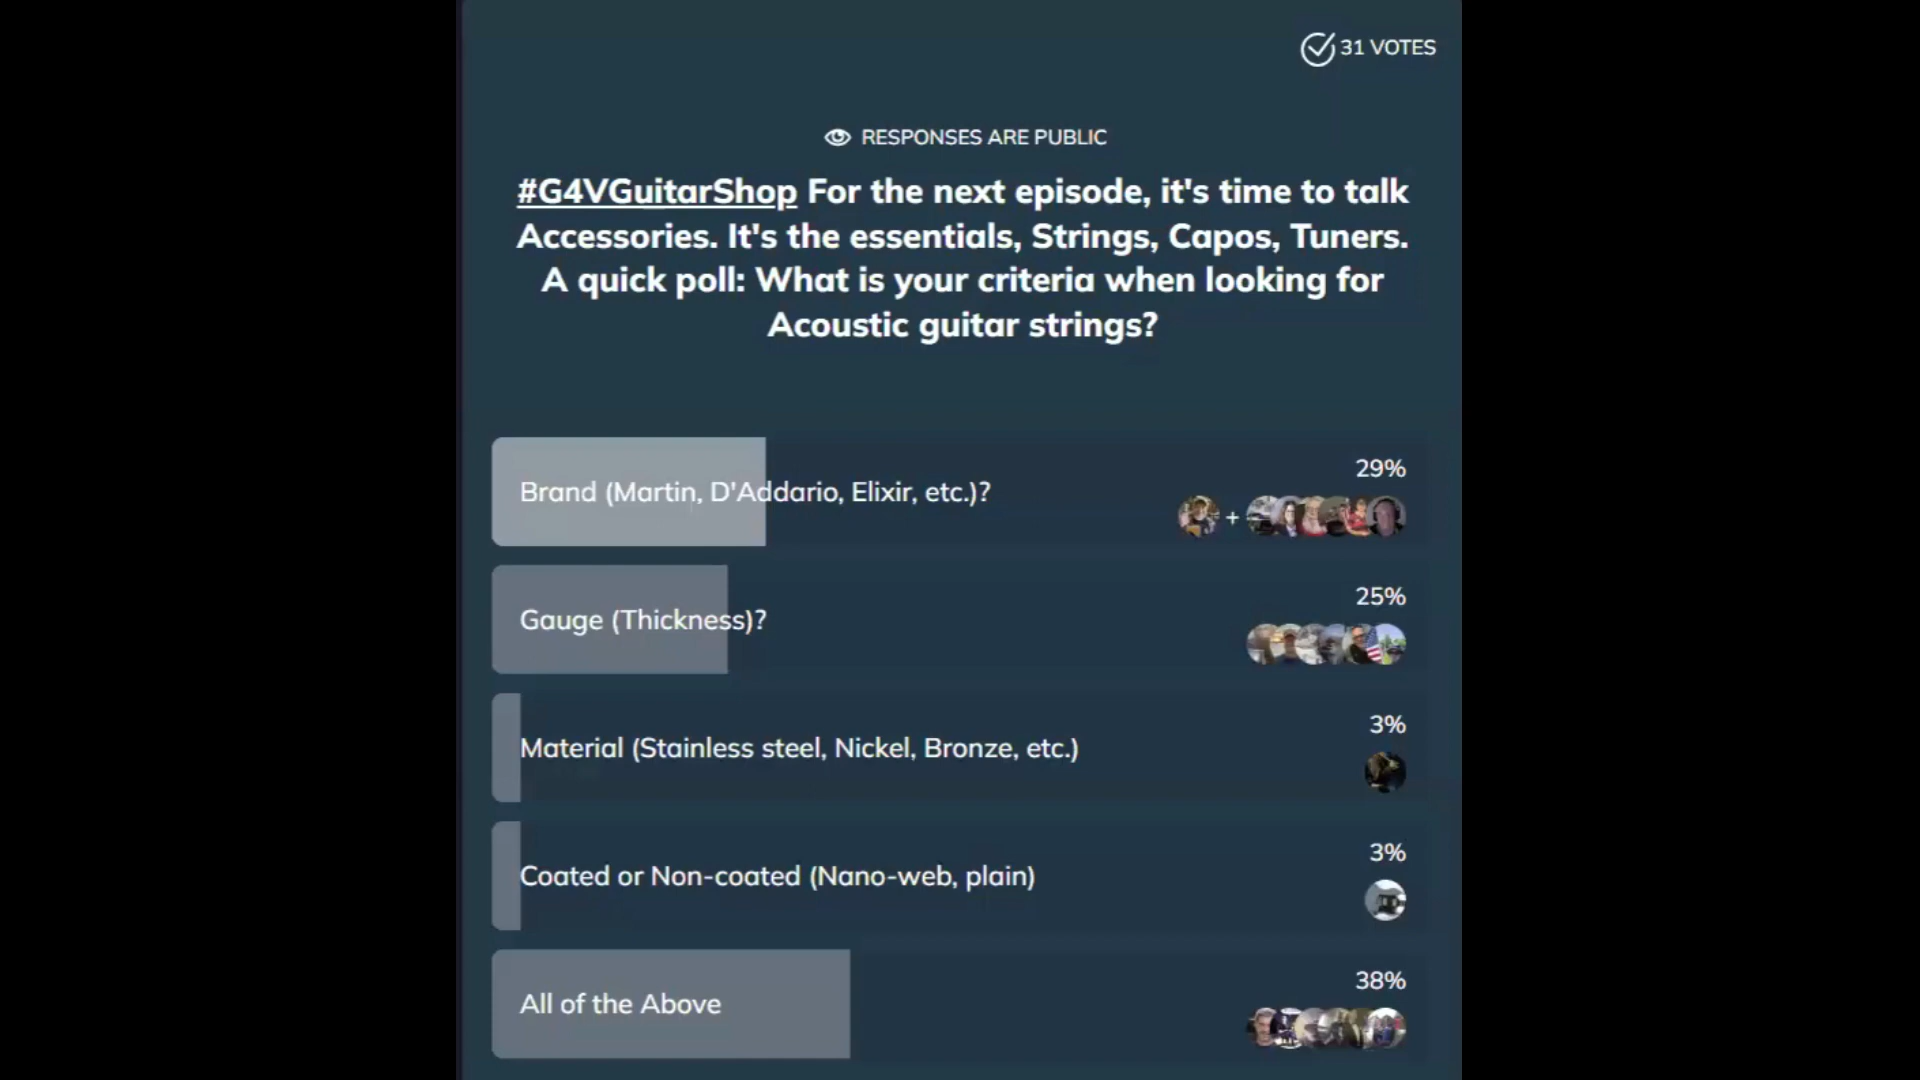 31 VOTES
RESPONSES ARE PUBLIC
#G4VGuitarShop For the next episode, it's time to talk
Accessories. It's the essentials, Strings, Capos, Tuners.
A quick poll: What is your criteria when looking for
Acoustic guitar strings?
29%
Brand (Martin, D'Addario, Elixir, etc.)?
+
25%
Gauge (Thickness)?
3%
Material (Stainless steel, Nickel, Bronze, etc.)
3%
Coated or Non-coated (Nano-web, plain)
38%
All of the Above